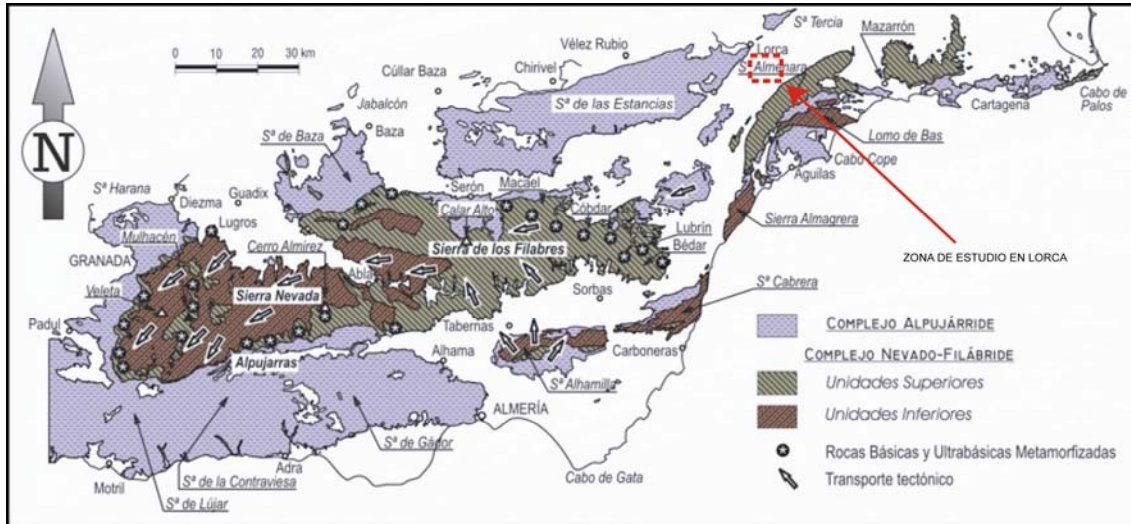 Sª Tercia
Mazarrón
Vélez Rubio
Lorca
0 10 20 30 km
Chirivel
Sª Almenara
Cúllar Baza
Sª de las Estancias
Cartagena
Cabo de Palos
Jabalcón
Baza
Sª de Baza
Lomo de Bas
N
Cabo Cope
Sª Harana
Guadix
Serón
Macael
Águilas
Diezma
Lugros
Calar Alto
Cóbdar
Sierra Almagrera
Mulhacén
Cerro Almirez
Lubrín
Sierra de los Filabres
Bédar
ZONA DE ESTUDIO EN LORCA
GRANADA
Abla
Veleta
Sierra Nevada
Sorbas
Sª Cabrera
Padul
Tabernas
COMPLEJO ALPUJÁRRIDE
Carboneras
COMPLEJO NEVADO-FILÁBRIDE
Alpujarras
Alhama
Unidades Superiores
Sª Alhamilla
ALMERÍA
Unidades Inferiores
Sª de Gádor
Rocas Básicas y Ultrabásicas Metamorfizadas
Adra
Cabo de Gata
Transporte tectónico
Motril
Sª de la Contraviesa
Sª de Lújar